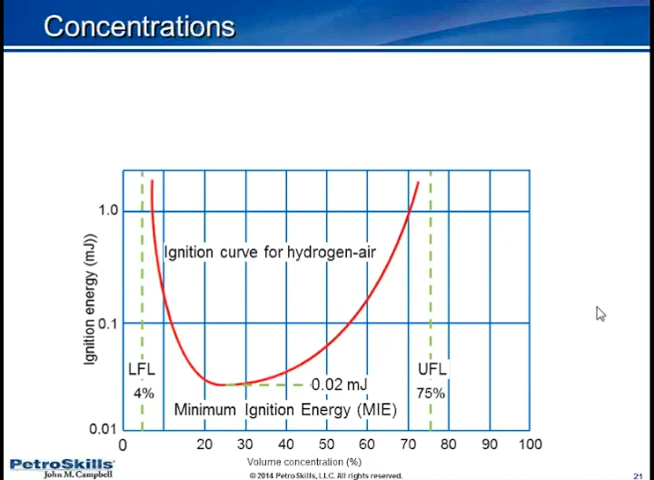 Concentrations
Ignition energy (mJ))
1.0
0.1
0.01
Ignition curve for hydrogen-air
LFL
4%
UFL
75%
0.02 mJ
Minimum Ignition Energy (MIE)
0 20 30 40 50 60 70 80 90 100
Volume concentration (%)
PetroSkills
John M. Campbell
© 2014 PetroSkills, LLC. All rights reserved.
21